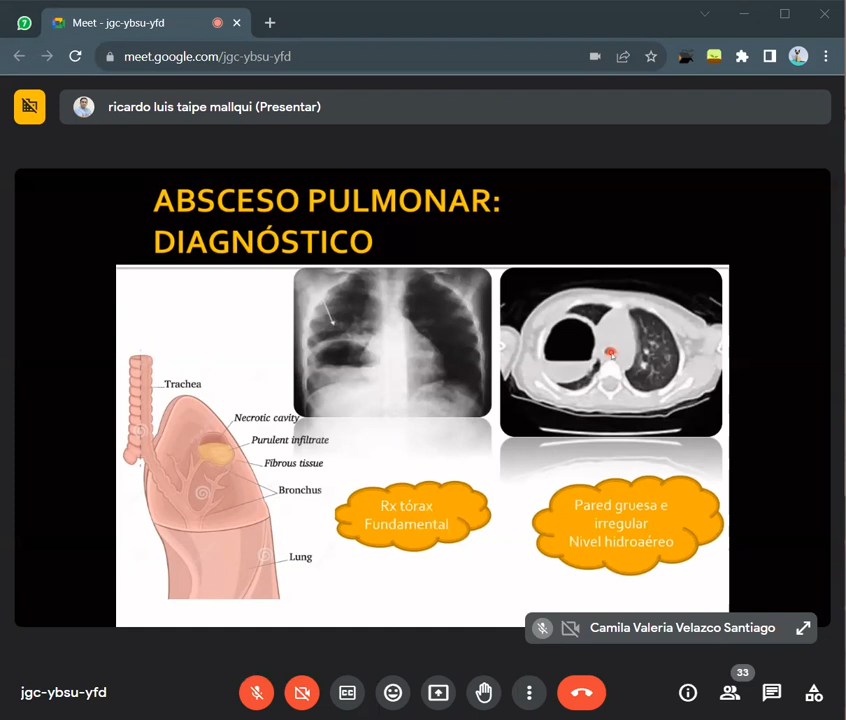 7
Meet - jgc-ybsu-yfd
meet.google.com/jgc-ybsu-yfd
ricardo luis taipe mallqui (Presentar)
ABSCESO PULMONAR:
DIAGNÓSTICO
Trachea
Necrotic cavity
Purulent infiltrate
Fibrous tissue
Bronchus
Lung
Rx tórax
Fundamental
Pared gruesa e
irregular
Nivel hidroaéreo
Camila Valeria Velazco Santiago
jgc-ybsu-yfd
CC
33